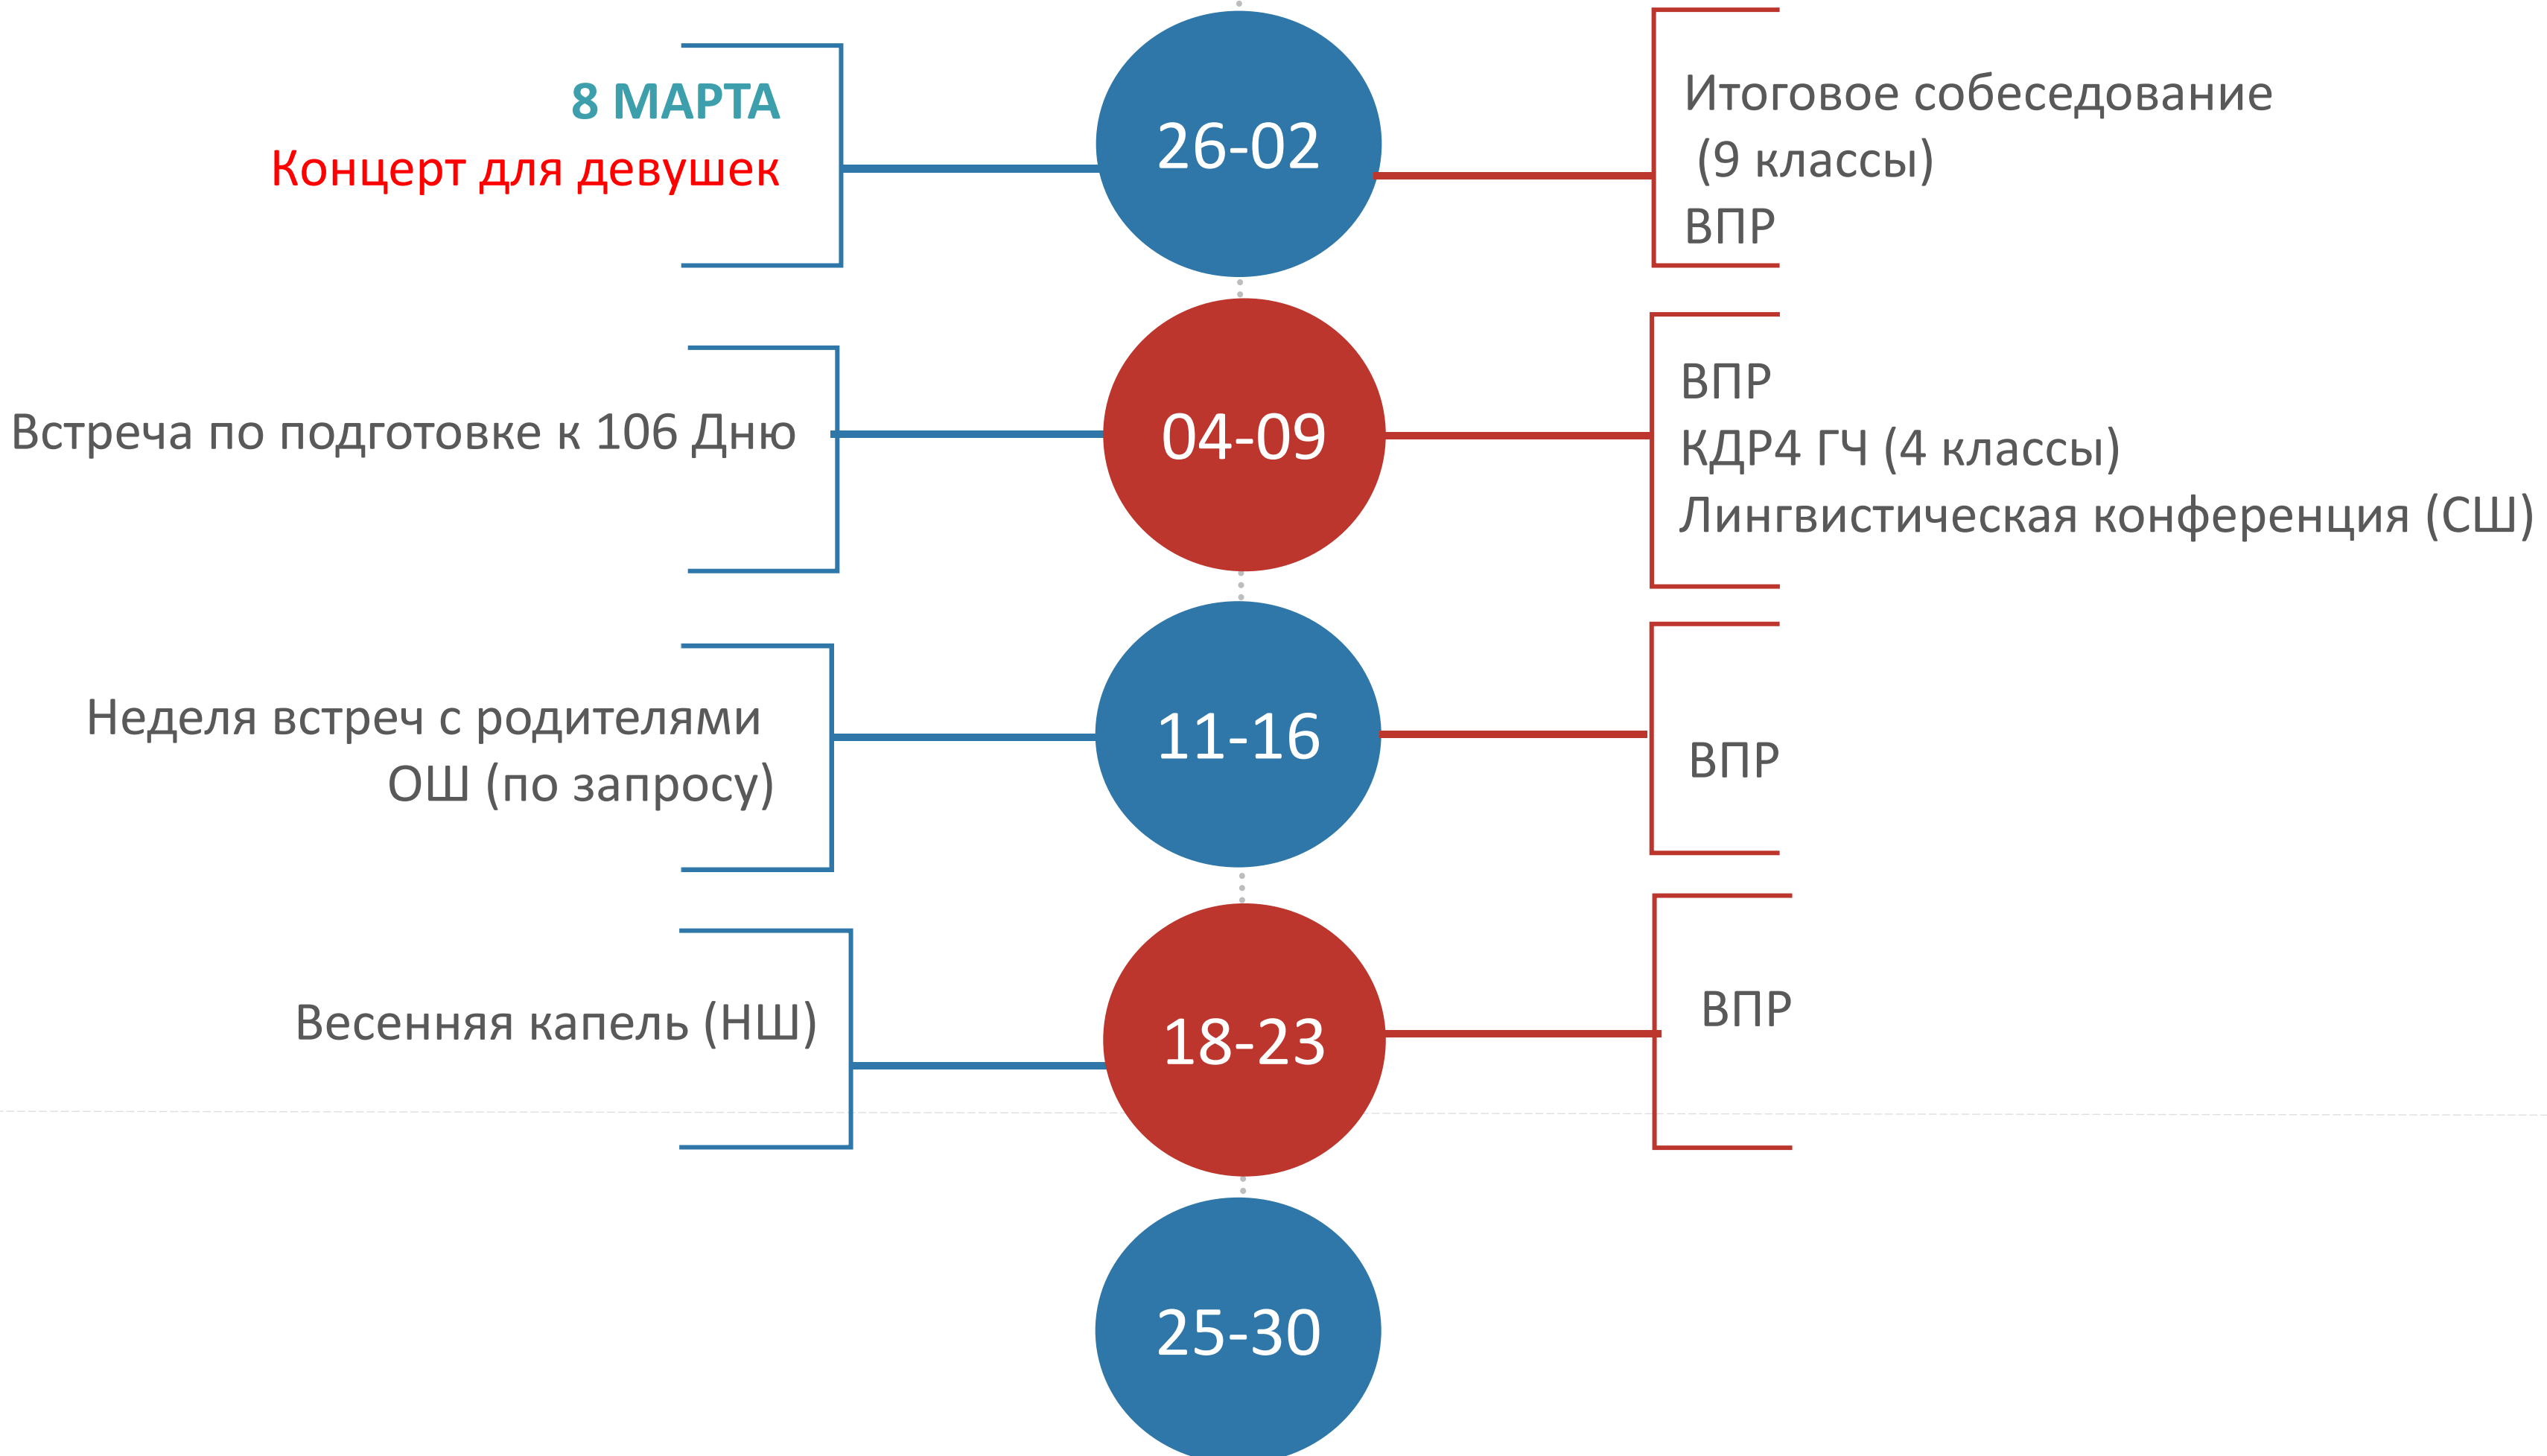 8 МАРТА
Концерт для девушек
26-02
Итоговое собеседование
(9 классы)
ВПР
Встреча по подготовке к 106 Дню
04-09
ВПР
КДР4 ГЧ (4 классы)
Лингвистическая конференция (СШ)
Неделя встреч с родителями
ОШ (по запросу)
11-16
ВПР
Весенняя капель (НШ)
18-23
ВПР
25-30